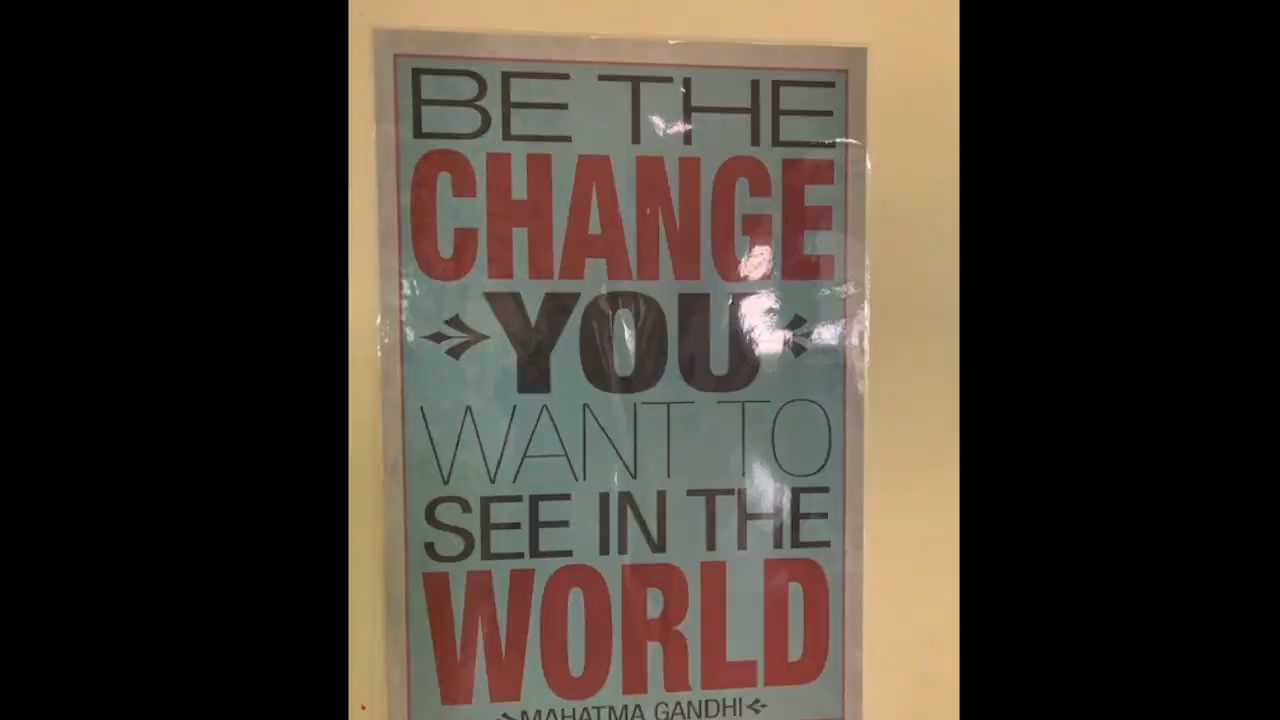 BE THE
CHANGE
YOU
WANT TO
SEE IN THE
WORLD
MAHATMA GANDHI